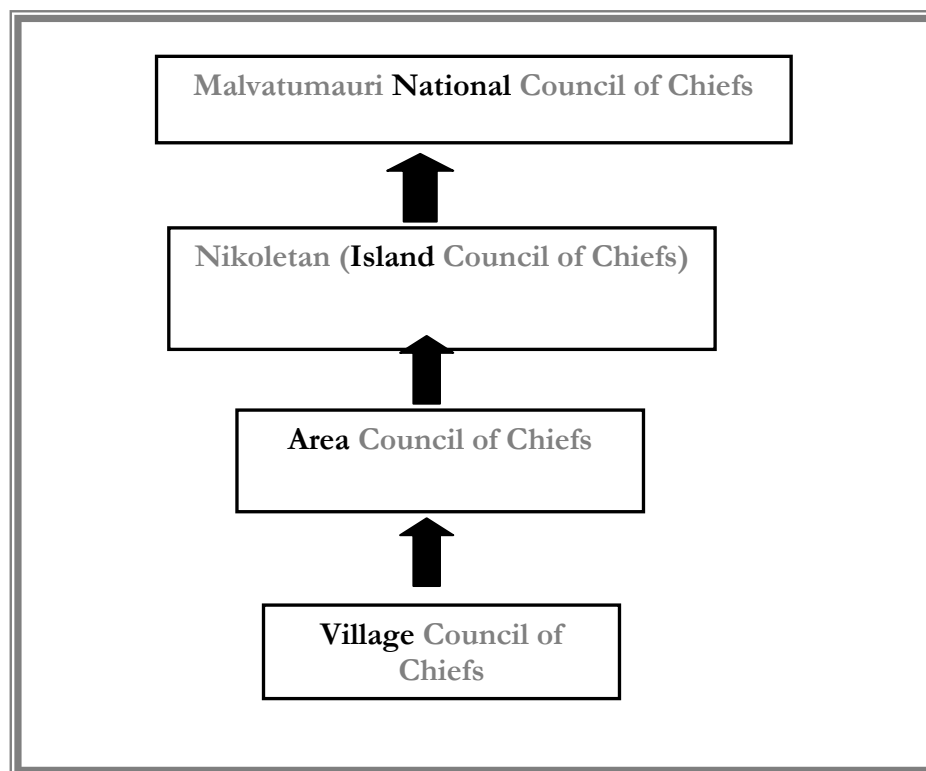 Malvatumauri National Council of Chiefs
Nikoletan (Island Council of Chiefs)
Area Council of Chiefs
Village Council of
Chiefs